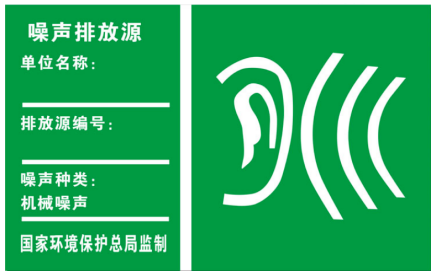 噪声排放源
单位名称：
排放源编号：
噪声种类：
机械噪声
国家环境保护总局监制